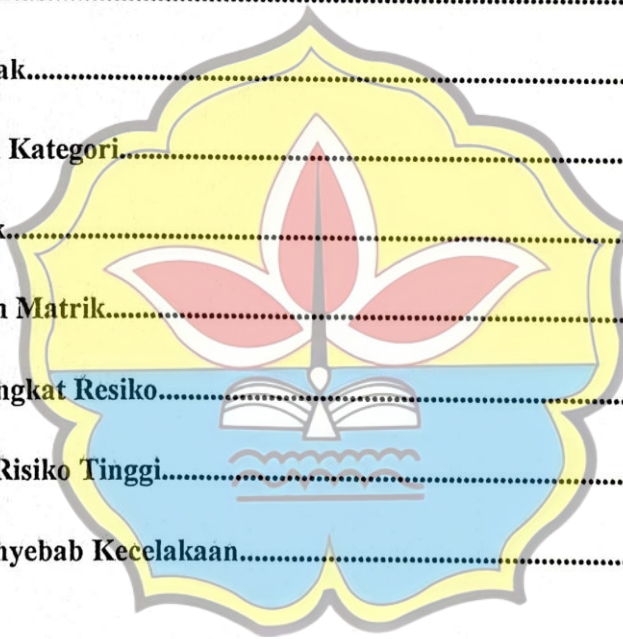 ak..............................
Kategori..............................
k..............................
n Matrik..............................
ngkat Resiko..............................
Risiko Tinggi..............................
nyebab Kecelakaan..............................